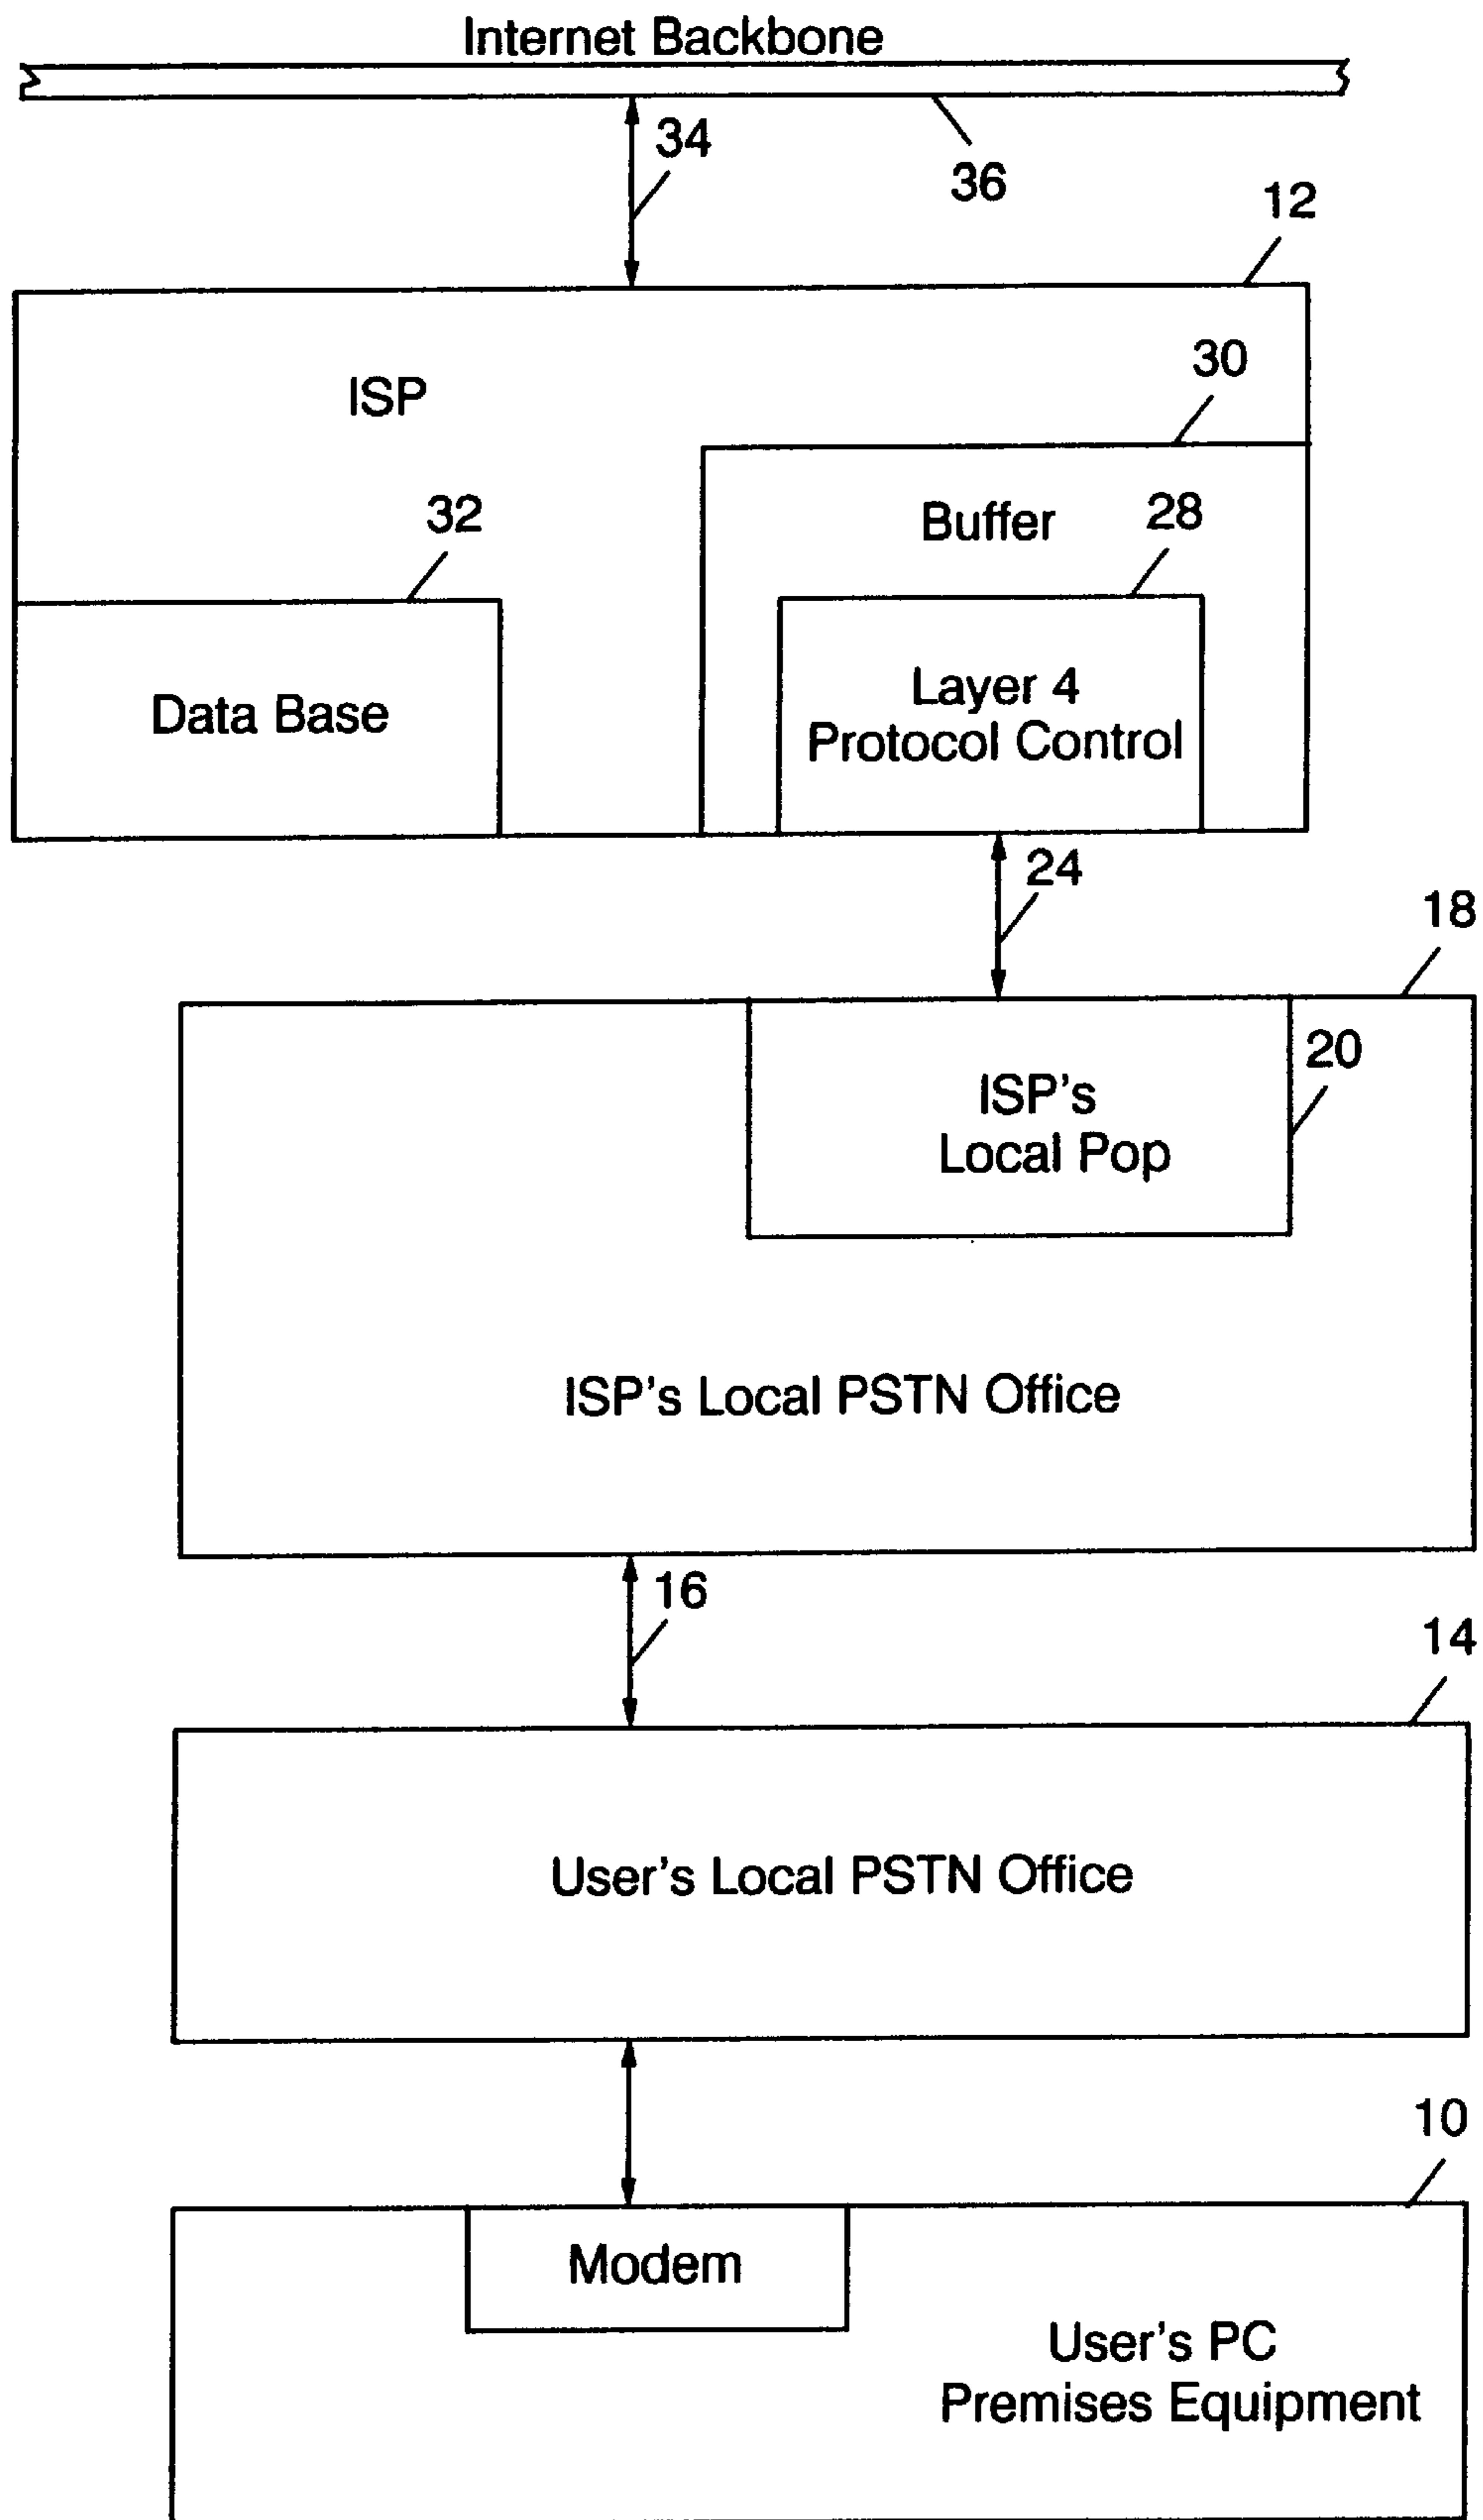 Internet Backbone
34
36
12
ISP
30
32
Buffer
28
Data Base
Layer 4
Protocol Control
24
18
20
ISP's
Local Pop
ISP's Local PSTN Office
16
14
User's Local PSTN Office
10
Modem
User's PC
Premises Equipment